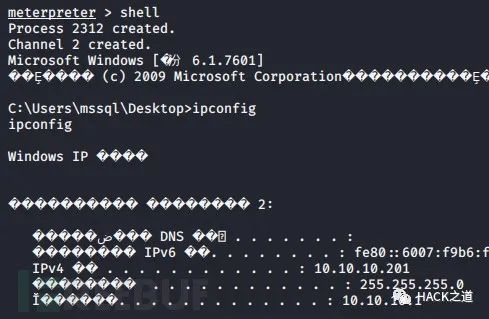 meterpreter > shell
Process 2312 created.
Channel 2 created.
Microsoft Windows [�汾 6.1.7601]
��Ȩ���� (c) 2009 Microsoft Corporation����������Ȩ
C:\Users\mssql\Desktop>ipconfig
ipconfig
Windows IP ����
���������� �������� 2:
�����ض��� DNS ��׺ . . . . . . . :
�������� IPv6 ��. . . . . . . . : fe80::6007:f9b6:f
IPv4 �� . . . . . . . . . . . . : 10.10.10.201
�������� . . . . . . . . . . . : 255.255.255.0
Ĭ������. . . . . . . . . . . . : 10.10.10.1
HACK之道